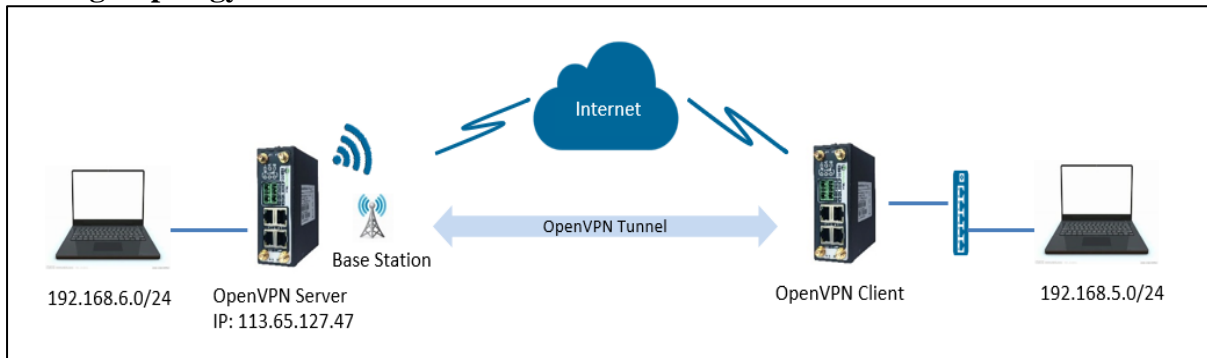 Internet
OpenVPN Tunnel
Base Station
192.168.6.0/24
OpenVPN Server
IP: 113.65.127.47
OpenVPN Client
192.168.5.0/24